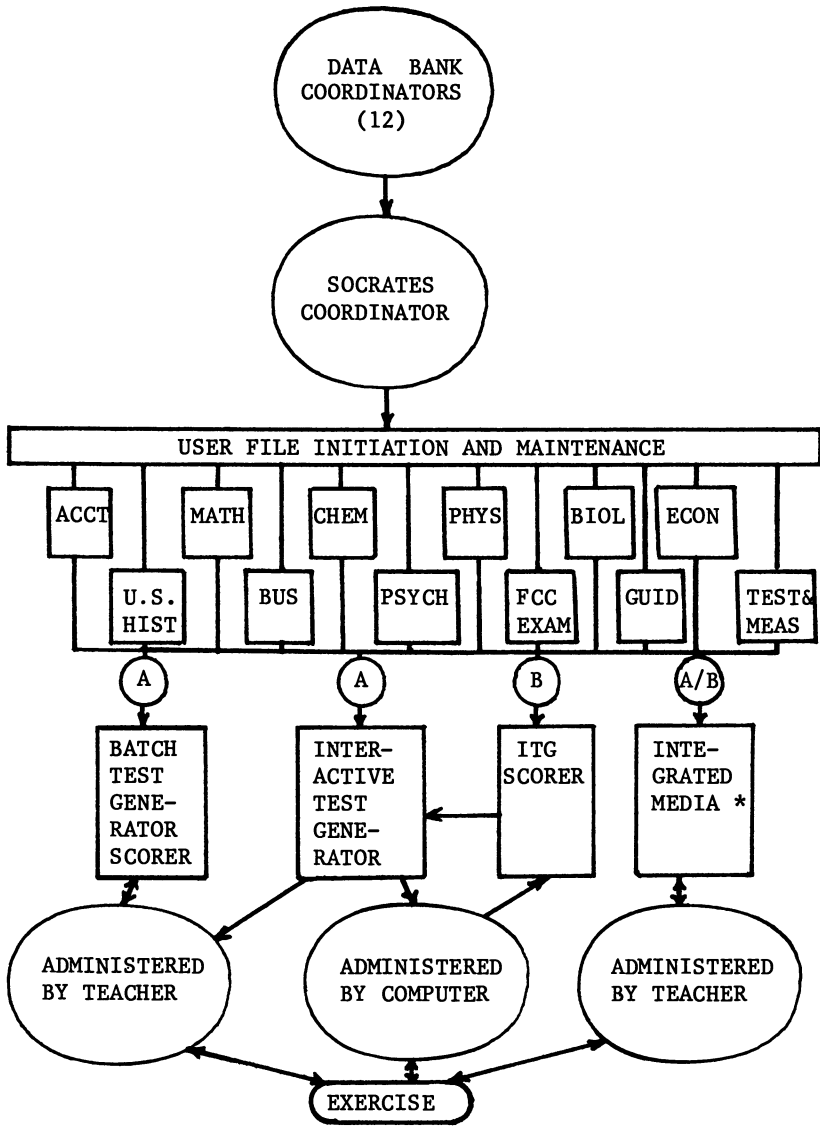 DATA BANK
COORDINATORS
(12)
SOCRATES
COORDINATOR
USER FILE INITIATION AND MAINTENANCE
ACCT
MATH
CHEM
PHYS
BIOL
ECON
U.S.
HIST
BUS
PSYCH
FCC
EXAM
GUID
TEST&
MEAS
A
A
B
A/B
BATCH
TEST
GENE-
RATOR
SCORER
INTER-
ACTIVE
TEST
GENE-
RATOR
ITG
SCORER
INTE-
GRATED
MEDIA *
ADMINISTERED
BY TEACHER
ADMINISTERED
BY COMPUTER
ADMINISTERED
BY TEACHER
EXERCISE